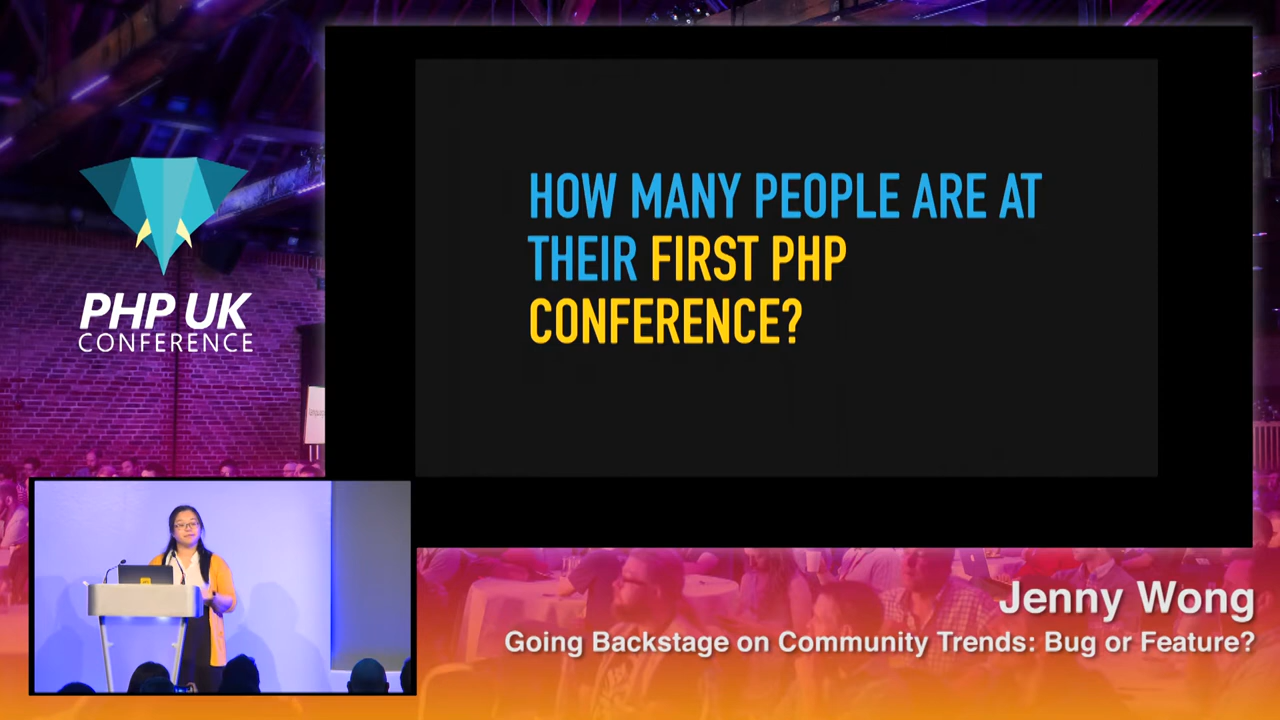 HOW MANY PEOPLE ARE AT
THEIR FIRST PHP
CONFERENCE?
PHP UK
CONFERENCE
Jenny Wong
Going Backstage on Community Trends: Bug or Feature?